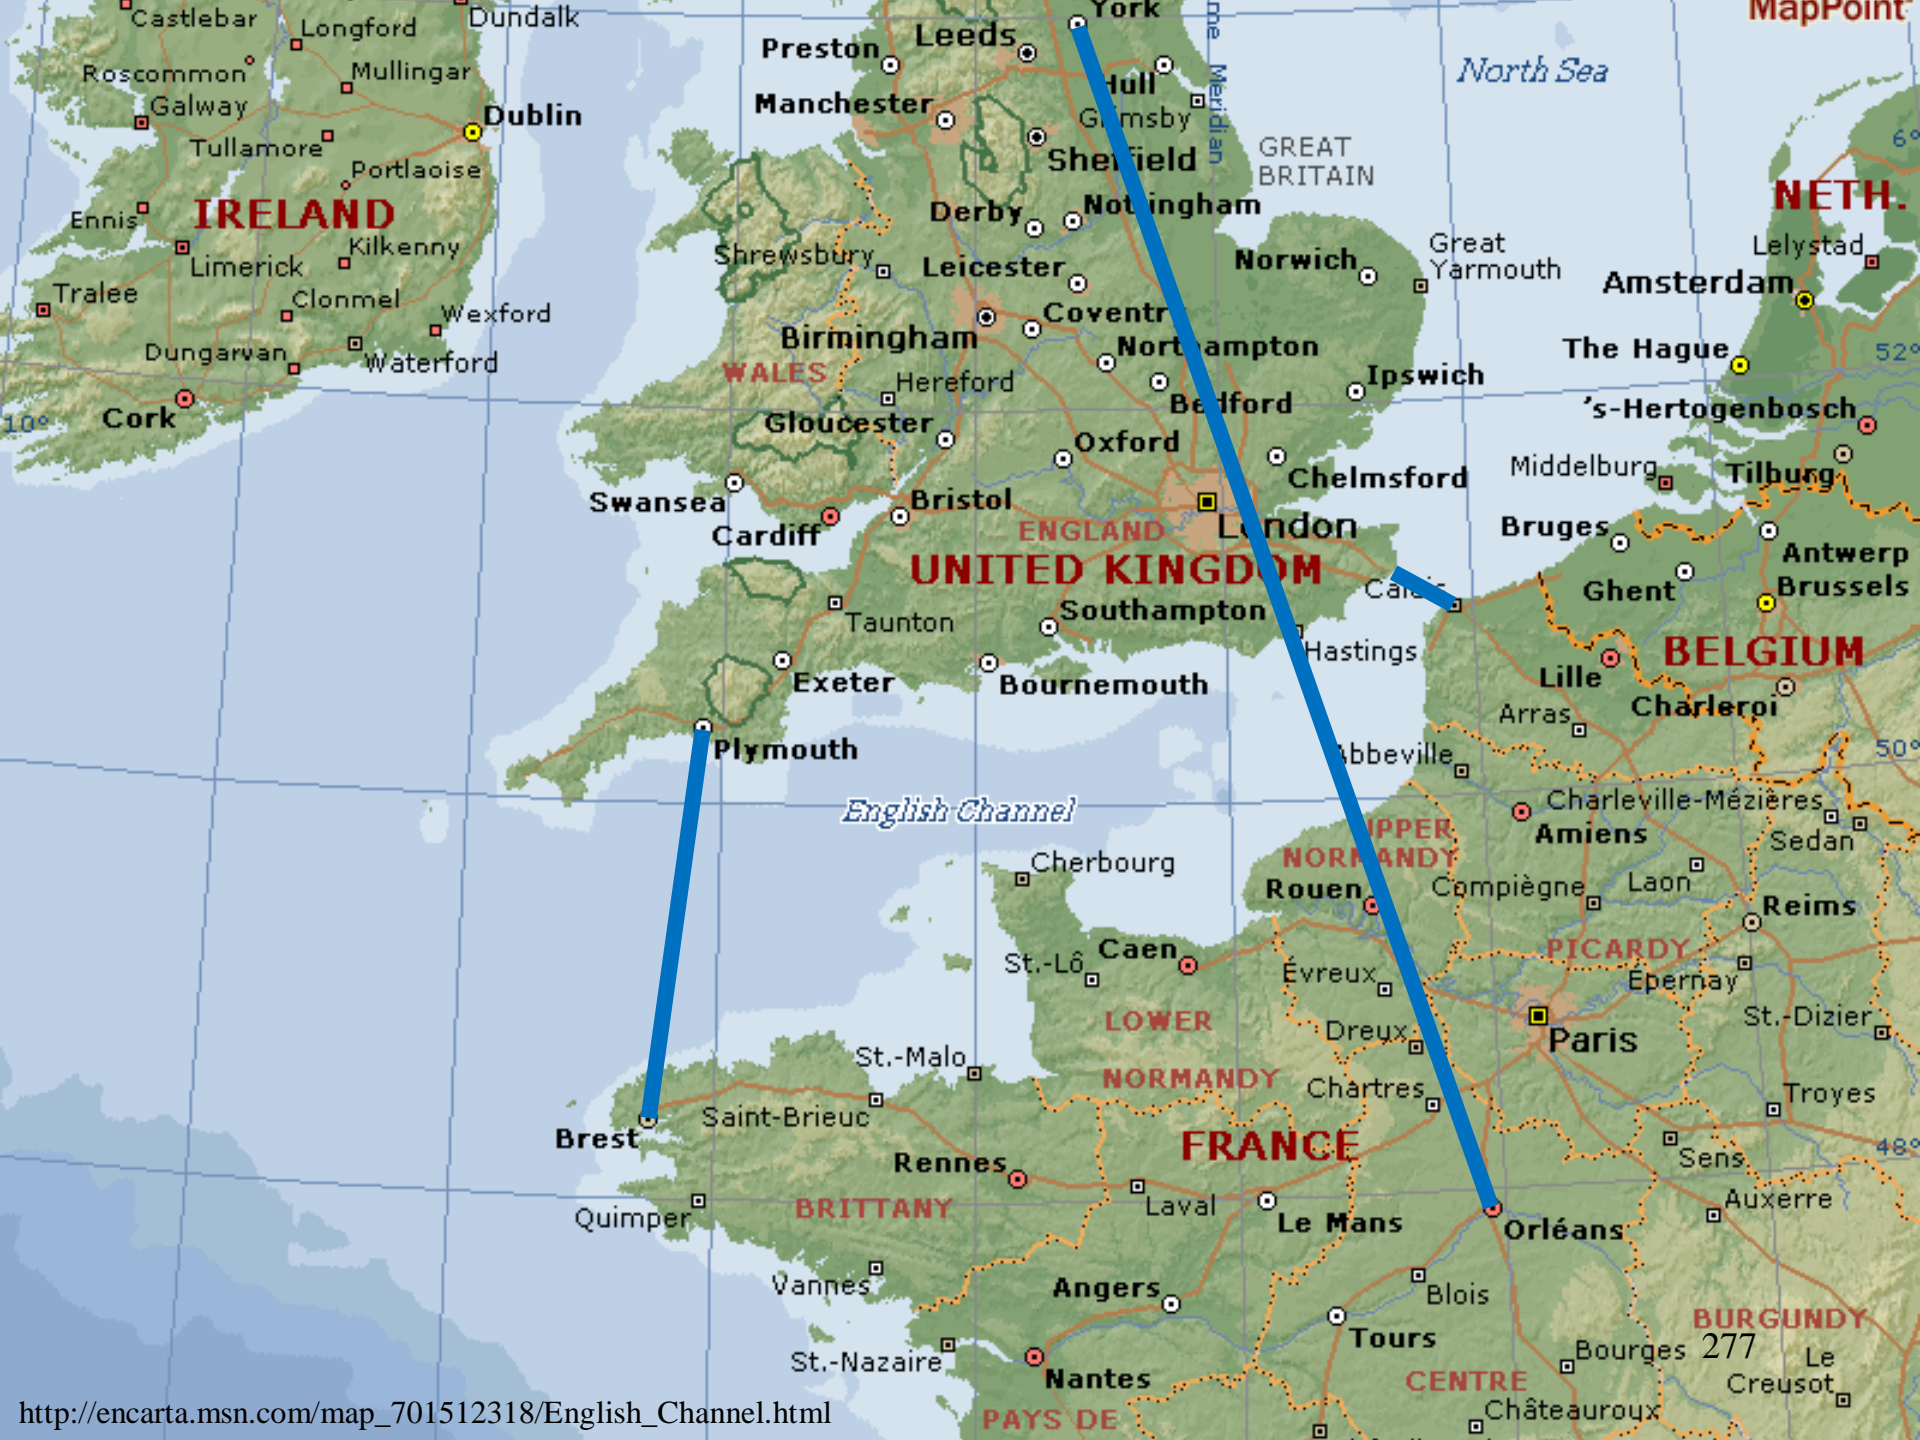 York
MapPoint
Castlebar
Longford
Dundalk
Preston
Leeds
North Sea
Roscommon
Mullingar
Hull
Meridian
Galway
Manchester
Dublin
Grimsby
6°
Tullamore
Sheffield
GREAT
BRITAIN
Portlaoise
NETH.
Ennis
IRELAND
Derby
Nottingham
Kilkenny
Shrewsbury
Leicester
Norwich
Great
Yarmouth
Lelystad
Limerick
Amsterdam
Tralee
Clonmel
Wexford
Coventry
Birmingham
Northampton
The Hague
52°
Dungarvan
Waterford
WALES
Hereford
Ipswich
10°
Cork
Gloucester
Bedford
's-Hertogenbosch
Oxford
Chelmsford
Middelburg
Tilburg
Swansea
Bristol
Cardiff
ENGLAND
London
Bruges
Antwerp
UNITED KINGDOM
Calais
Ghent
Brussels
Taunton
Southampton
Hastings
BELGIUM
Exeter
Bournemouth
Lille
Charleroi
Arras
Plymouth
Abbeville
50°
English Channel
Charleville-Mézières
UPPER
NORMANDY
Amiens
Sedan
Cherbourg
Rouen
Compiègne
Laon
Reims
St.-Lô
Caen
PICARDY
Évreux
Épernay
LOWER
NORMANDY
Dreux
St.-Dizier
Paris
St.-Malo
Chartres
Troyes
Saint-Brieuc
Brest
FRANCE
48°
Rennes
Sens
Quimper
BRITTANY
Laval
Le Mans
Auxerre
Orléans
Vannes
Angers
Blois
BURGUNDY
Tours
Bourges
277
Le
Creusot
St.-Nazaire
Nantes
CENTRE
http://encarta.msn.com/map_701512318/English_Channel.html
PAYS DE
Châteauroux